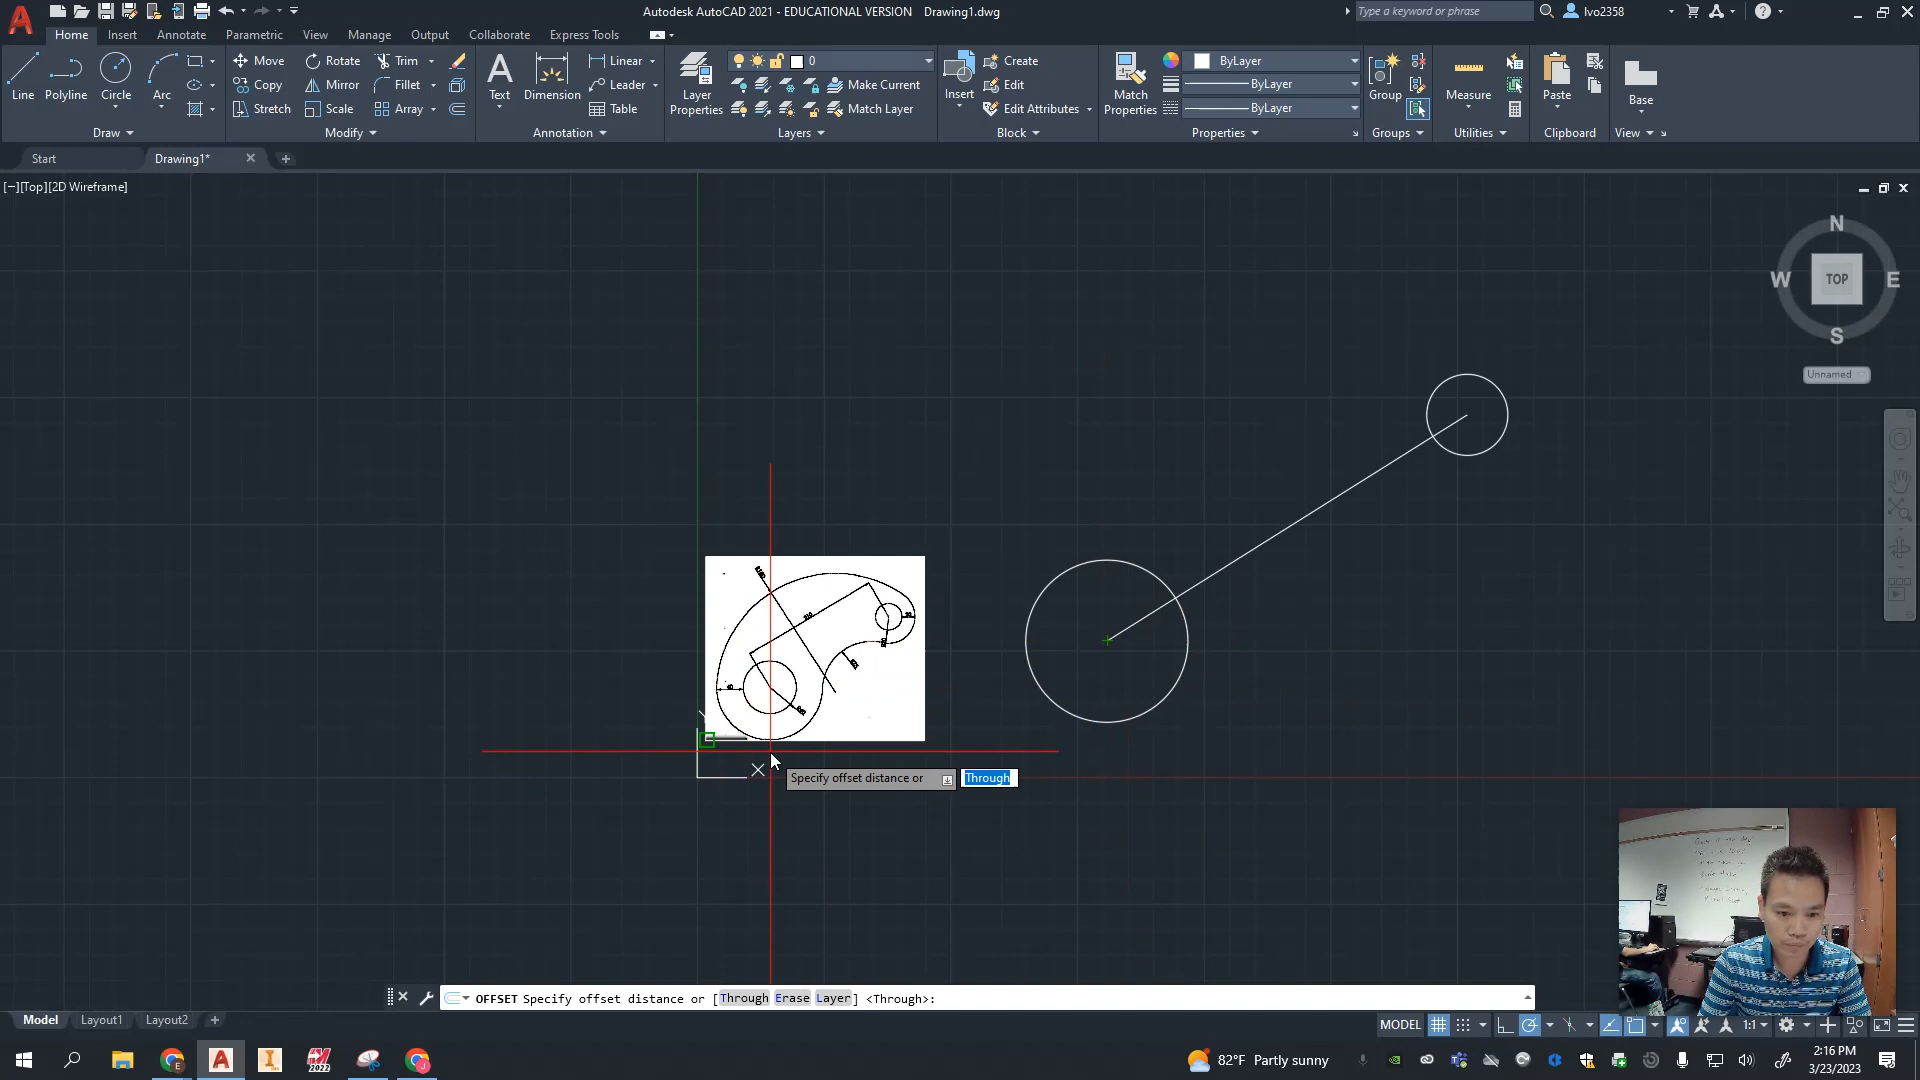 Autodesk AutoCAD 2021 - EDUCATIONAL VERSION Drawing1.dwg
Type a keyword or phrase
lvo2358
Home Insert Annotate Parametric View Manage Output Collaborate Express Tools
Line Polyline Circle Arc
Draw
Move Rotate Trim
Copy Mirror Fillet
Stretch Scale Array
Modify
Text Dimension
Linear
Leader
Table
Annotation
Layer Properties
0
Make Current
Match Layer
Layers
Insert
Create
Edit
Edit Attributes
Block
Match Properties
ByLayer
ByLayer
ByLayer
Properties
Group
Groups
Measure
Utilities
Paste
Clipboard
Base
View
Start Drawing1*
[−][Top][2D Wireframe]
N
W TOP E
S
Unnamed
Specify offset distance or Through
OFFSET Specify offset distance or [Through Erase Layer] <Through>:
Model Layout1 Layout2
MODEL 1:1
82°F Partly sunny
2022
2:16 PM
3/23/2023